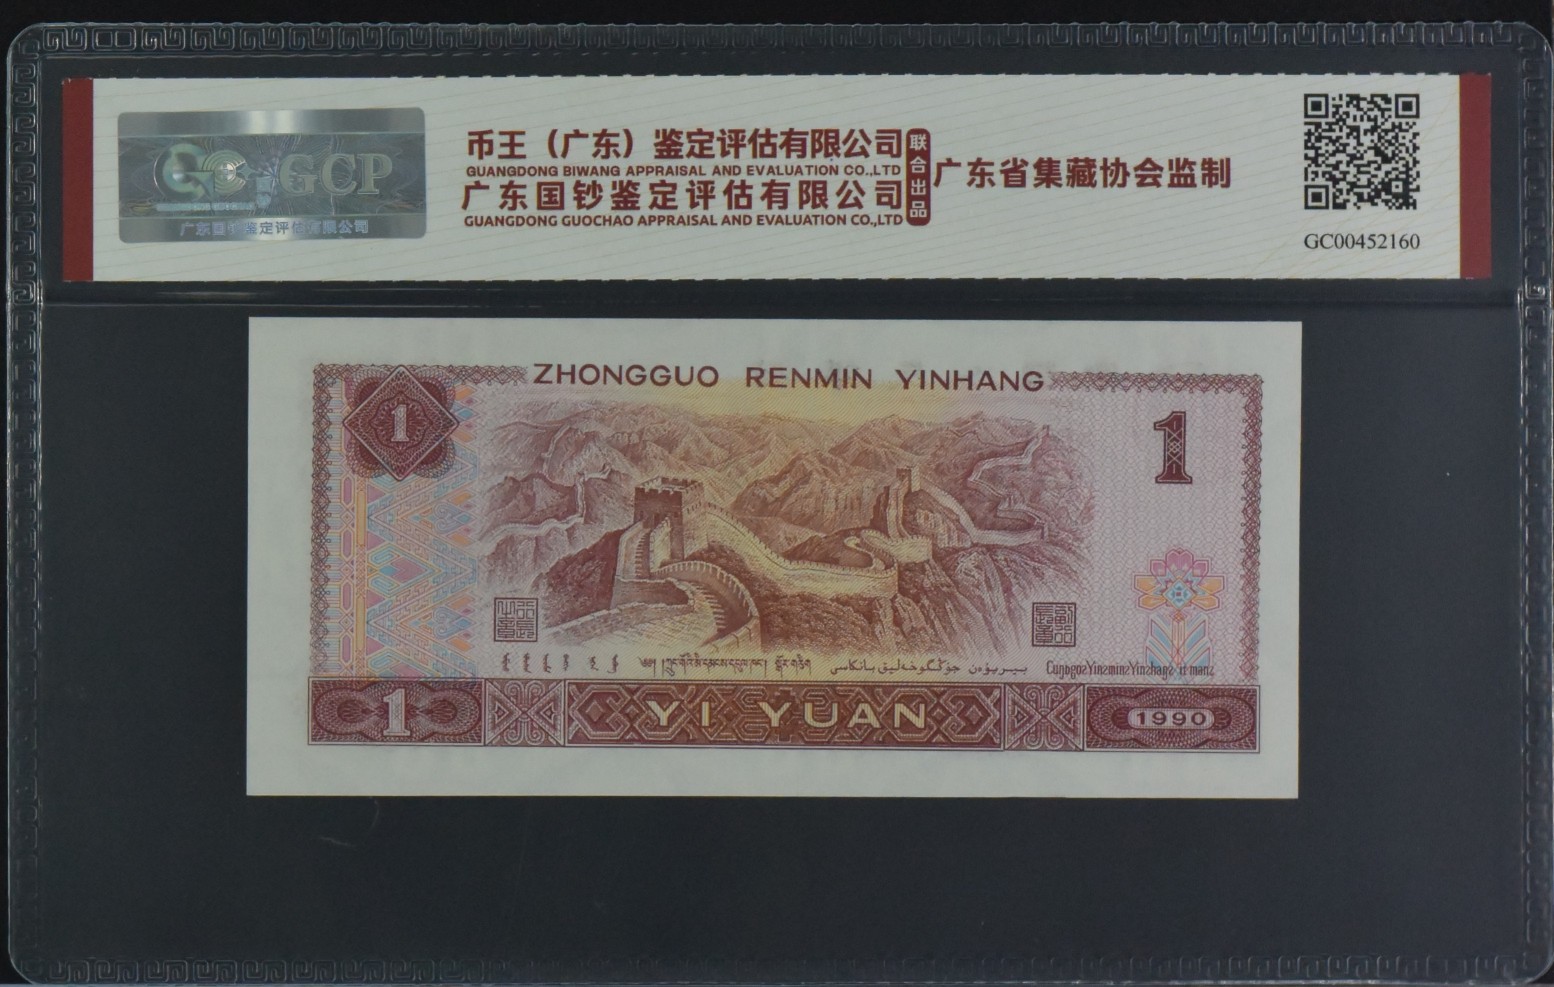 GCP
广东国钞鉴定评估有限公司
币王（广东）鉴定评估有限公司
GUANGDONG BIWANG APPRAISAL AND EVALUATION CO.,LTD
广东国钞鉴定评估有限公司
GUANGDONG GUOCHAO APPRAISAL AND EVALUATION CO.,LTD
联合出品
广东省集藏协会监制
GC00452160
ZHONGGUO RENMIN YINHANG
1
1
1
YI YUAN
1990